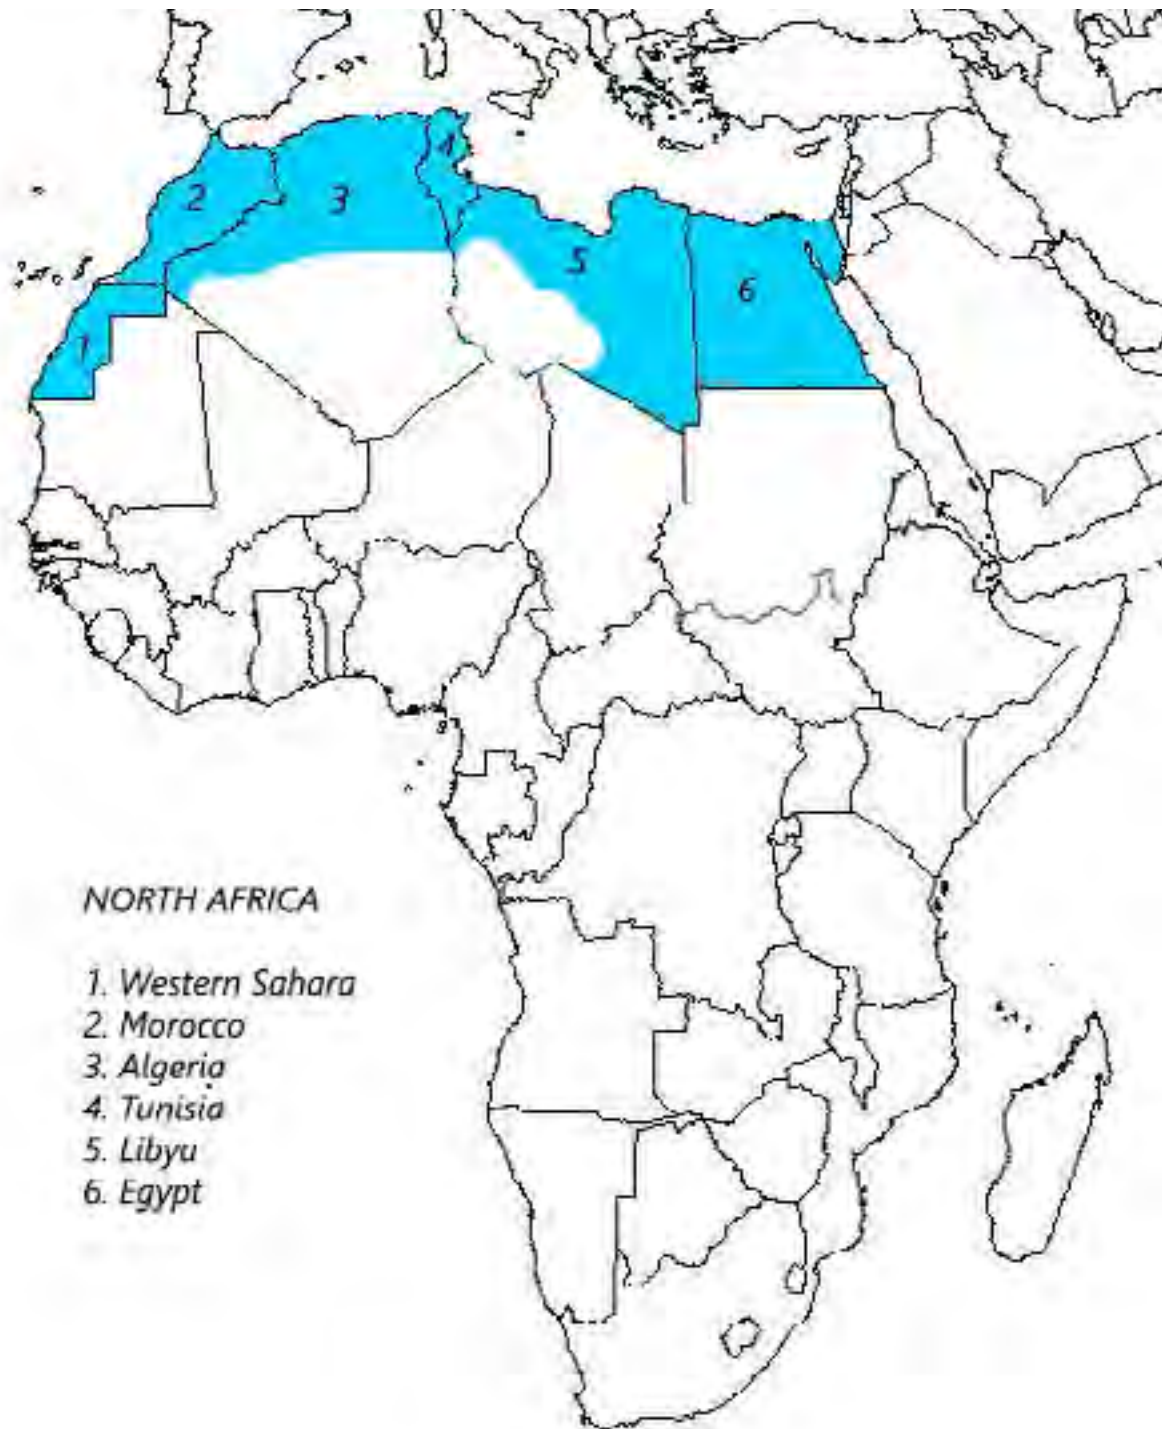 2
3
4
5
6
1
NORTH AFRICA
1. Western Sahara
2. Morocco
3. Algeria
4. Tunisia
5. Libyu
6. Egypt